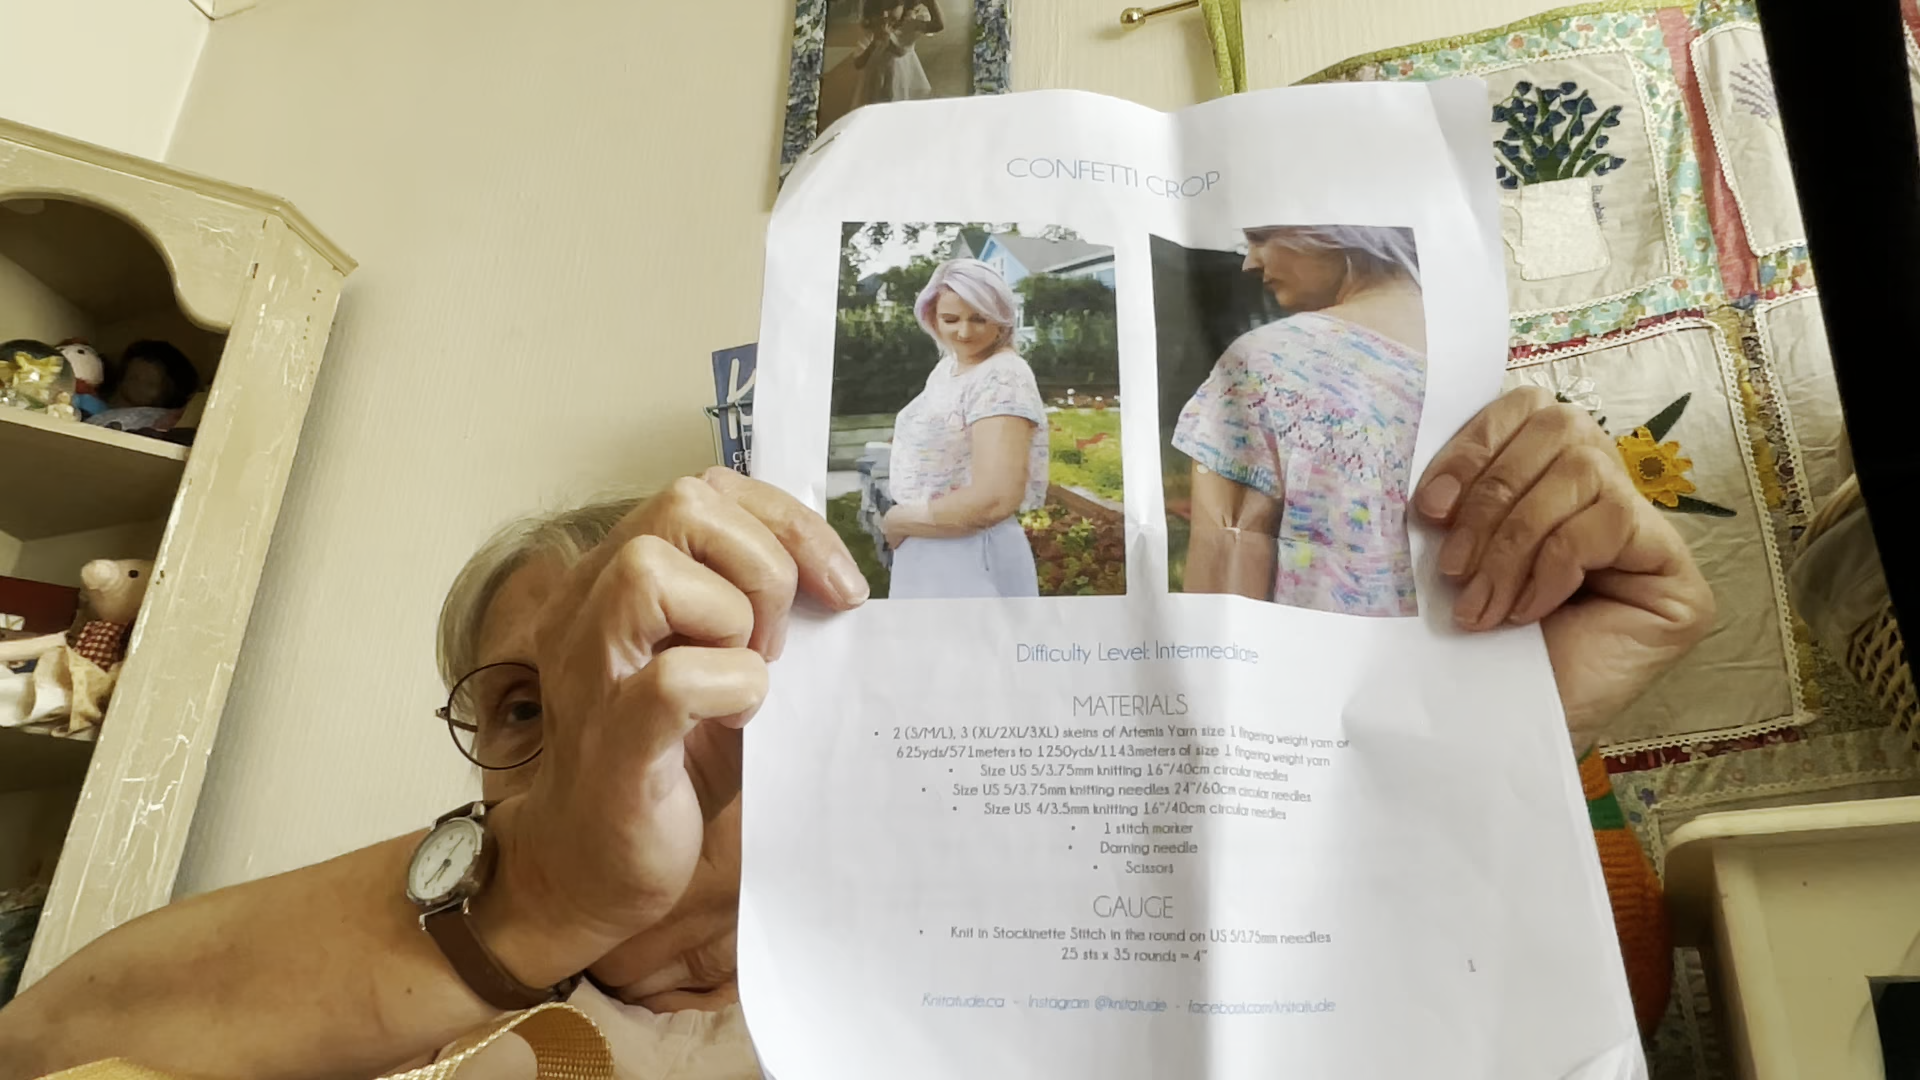 CONFETTI CROP
Difficulty Level: Intermediate
MATERIALS
• 2 (S/M/L), 3 (XL/2XL/3XL) skeins of Artemis Yarn size 1 fingering weight yarn or
625yds/571meters to 1250yds/1143meters of size 1 fingering weight yarn
• Size US 5/3.75mm knitting 16"/40cm circular needles
• Size US 5/3.75mm knitting needles 24"/60cm circular needles
• Size US 4/3.5mm knitting 16"/40cm circular needles
• 1 stitch marker
• Darning needle
• Scissors
GAUGE
• Knit in Stockinette Stitch in the round on US 5/3.75mm needles
25 sts x 35 rounds = 4"
1
Knitatude.ca - Instagram @knitatude - facebook.com/knitatude